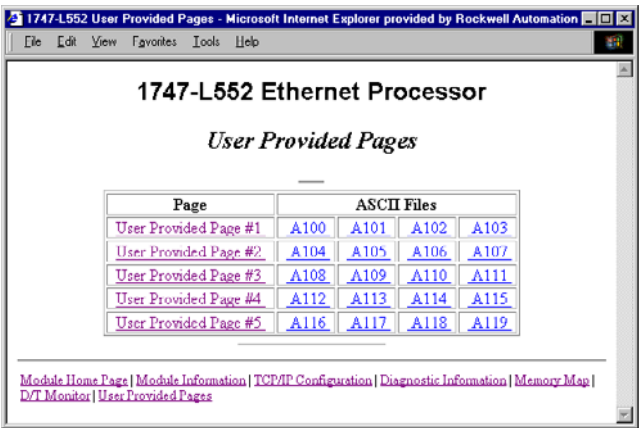 1747-L552 User Provided Pages - Microsoft Internet Explorer provided by Rockwell Automation
File Edit View Favorites Tools Help
1747-L552 Ethernet Processor
User Provided Pages
Page ASCII Files
User Provided Page #1 A100 A101 A102 A103
User Provided Page #2 A104 A105 A106 A107
User Provided Page #3 A108 A109 A110 A111
User Provided Page #4 A112 A113 A114 A115
User Provided Page #5 A116 A117 A118 A119
Module Home Page | Module Information | TCP/IP Configuration | Diagnostic Information | Memory Map |
D/T Monitor | User Provided Pages